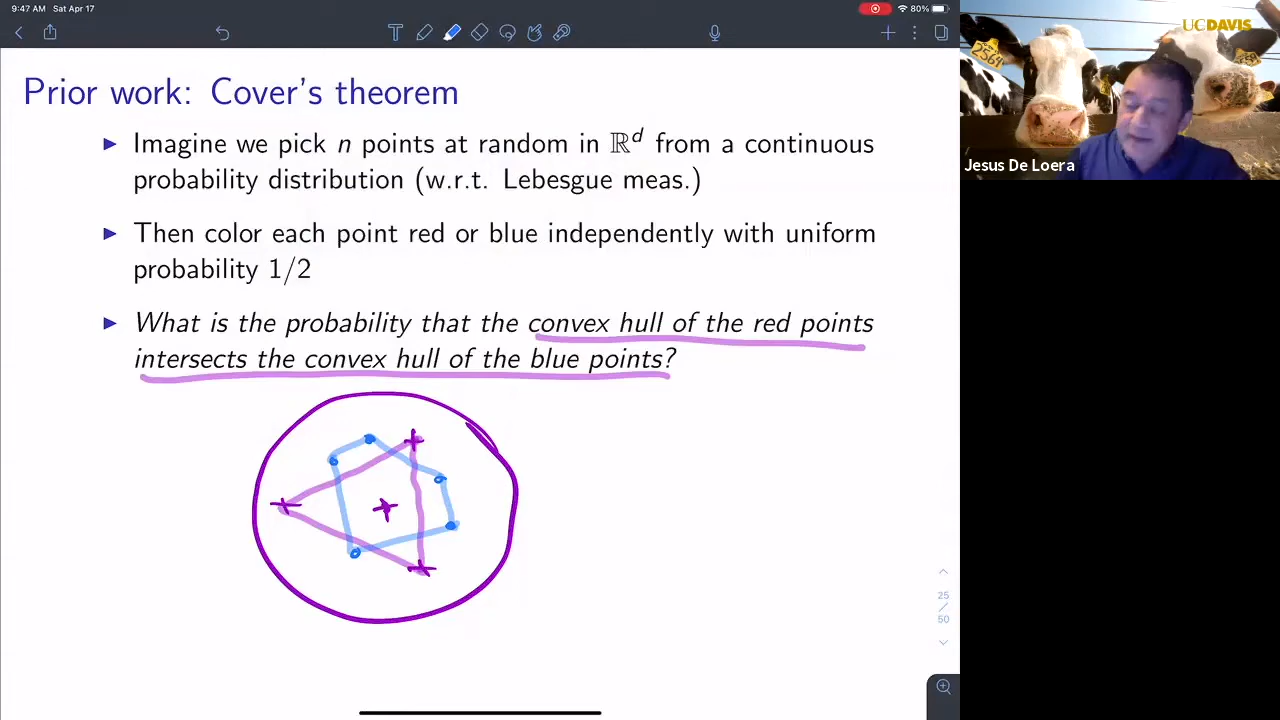 9:47 AM Sat Apr 17
80%
Prior work: Cover's theorem
Imagine we pick n points at random in ℝᵈ from a continuous
probability distribution (w.r.t. Lebesgue meas.)
Then color each point red or blue independently with uniform
probability 1/2
What is the probability that the convex hull of the red points
intersects the convex hull of the blue points?
25
/
50
UCDAVIS
2564
Jesus De Loera